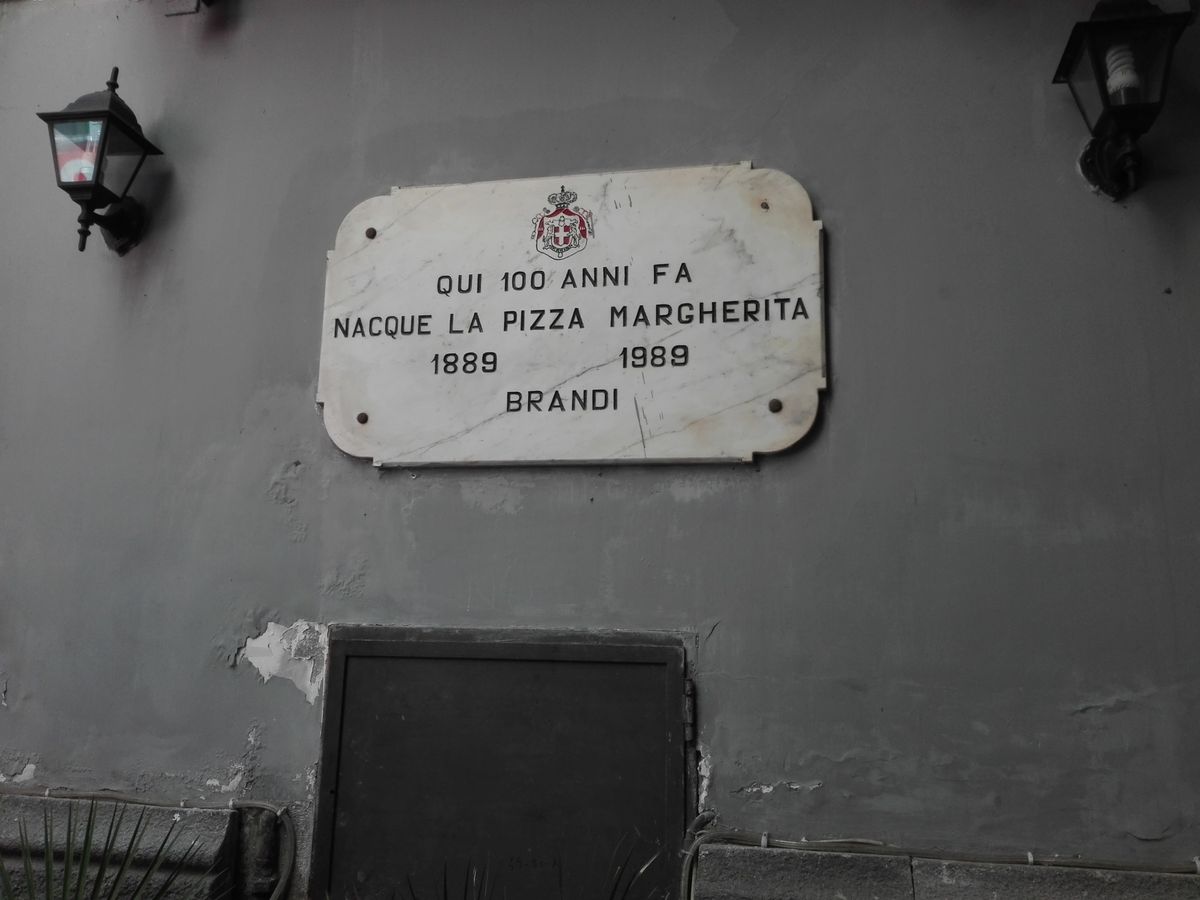 QUI 100 ANNI FA
NACQUE LA PIZZA MARGHERITA
1889 1989
BRANDI